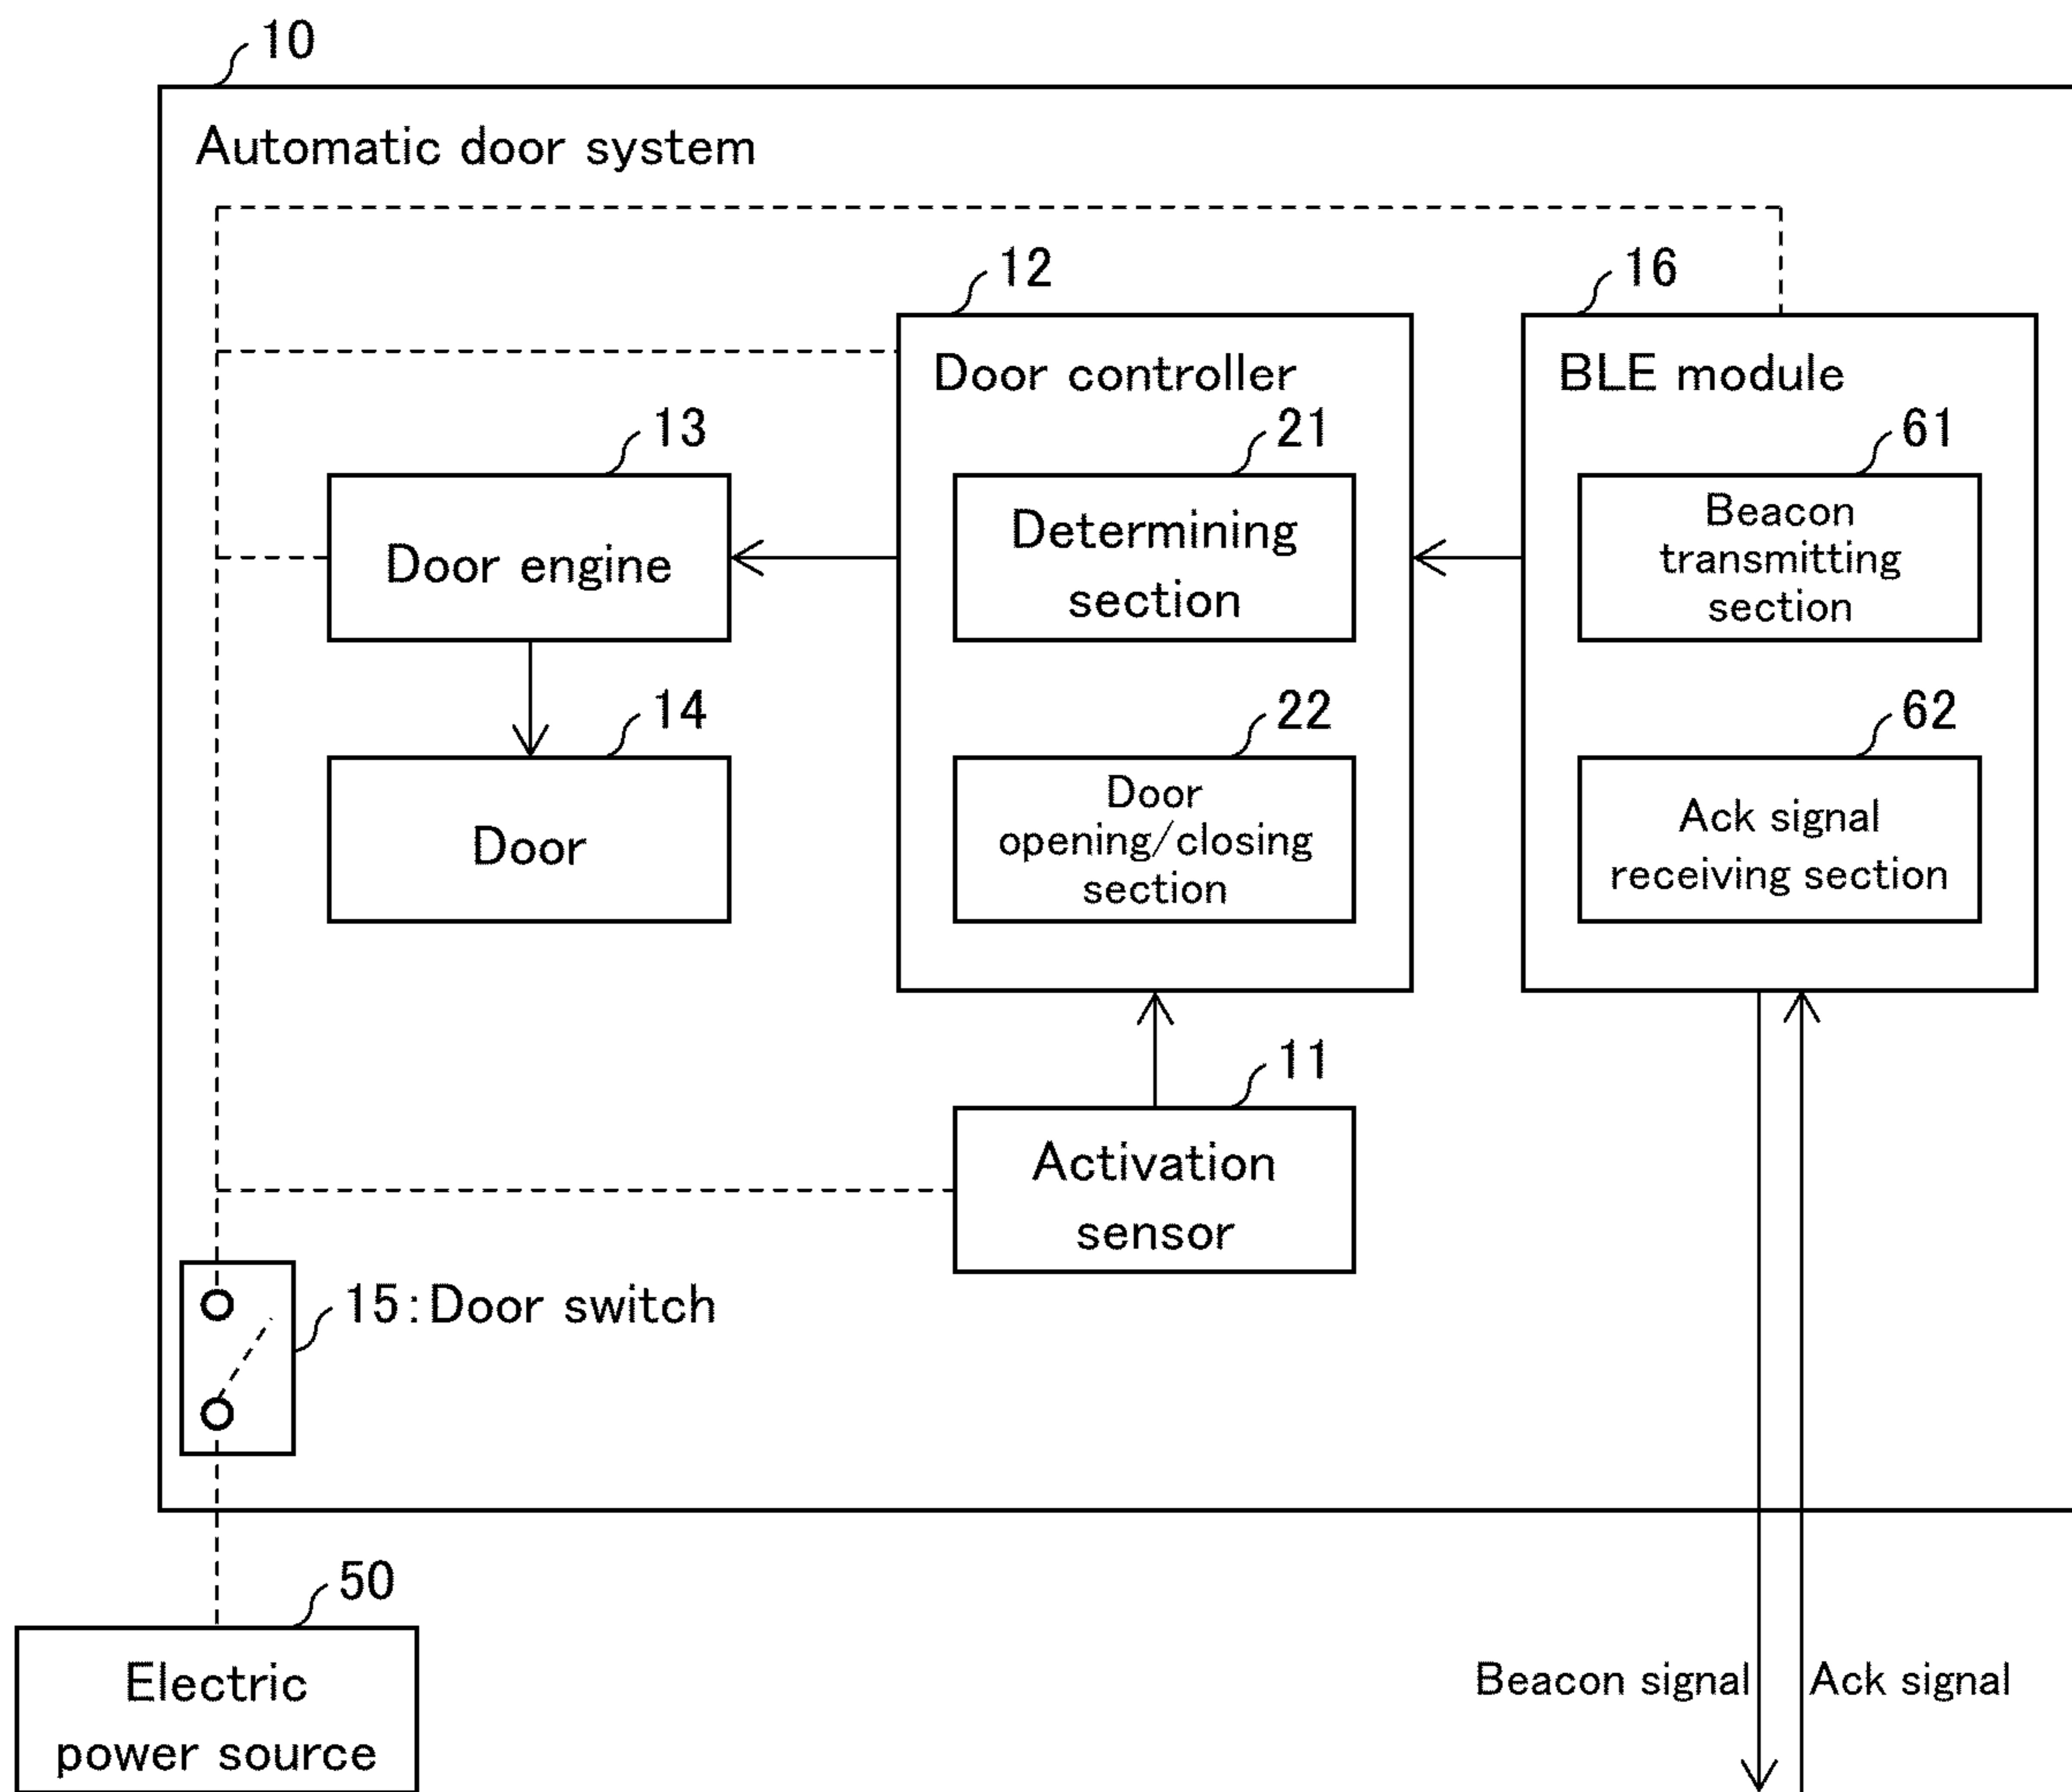 10
Automatic door system
12
16
Door controller
BLE module
13
21
61
Door engine
Determining
section
Beacon
transmitting
section
14
22
62
Door
Door
opening/closing
section
Ack signal
receiving section
11
Activation
sensor
15:Door switch
50
Electric
power source
Beacon signal
Ack signal